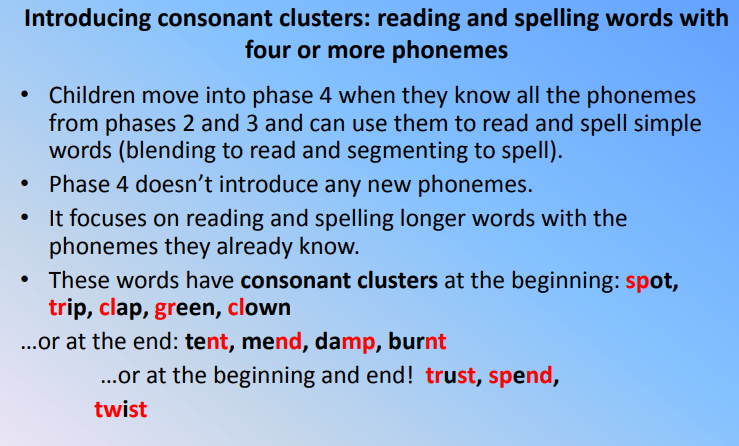 Introducing consonant clusters: reading and spelling words with
four or more phonemes
• Children move into phase 4 when they know all the phonemes
from phases 2 and 3 and can use them to read and spell simple
words (blending to read and segmenting to spell).
• Phase 4 doesn’t introduce any new phonemes.
• It focuses on reading and spelling longer words with the
phonemes they already know.
• These words have consonant clusters at the beginning: spot,
trip, clap, green, clown
…or at the end: tent, mend, damp, burnt
…or at the beginning and end! trust, spend,
twist